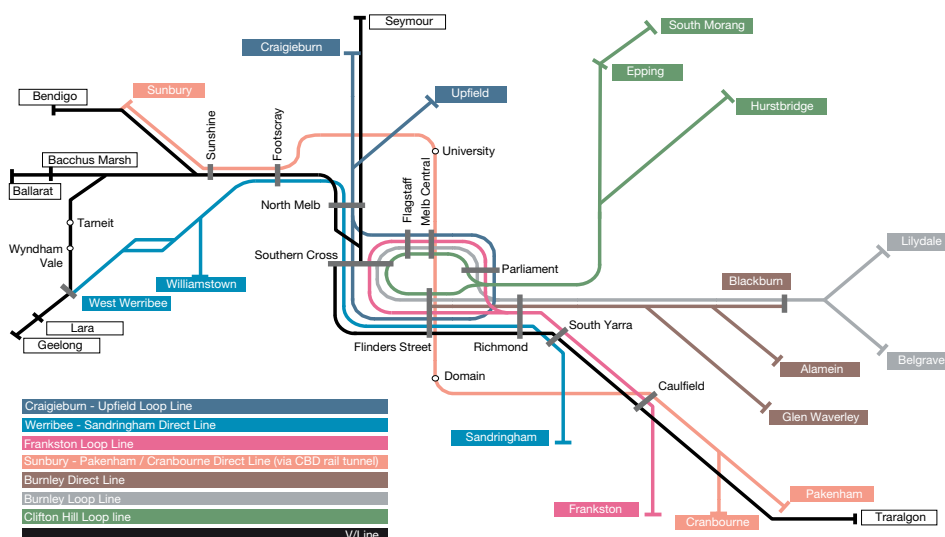 Seymour
South Morang
Craigieburn
Epping
Bendigo
Sunbury
Upfield
Hurstbridge
Sunshine
Footscray
University
Bacchus Marsh
Ballarat
North Melb
Flagstaff
Melb Central
Tarneit
Wyndham
Vale
Southern Cross
Parliament
Lilydale
Blackburn
Williamstown
West Werribee
Lara
Geelong
Flinders Street
Richmond
South Yarra
Belgrave
Alamein
Domain
Caulfield
Glen Waverley
Sandringham
Craigieburn - Upfield Loop Line
Werribee - Sandringham Direct Line
Frankston Loop Line
Sunbury - Pakenham / Cranbourne Direct Line (via CBD rail tunnel)
Burnley Direct Line
Burnley Loop Line
Clifton Hill Loop line
V/Line
Frankston
Cranbourne
Pakenham
Traralgon